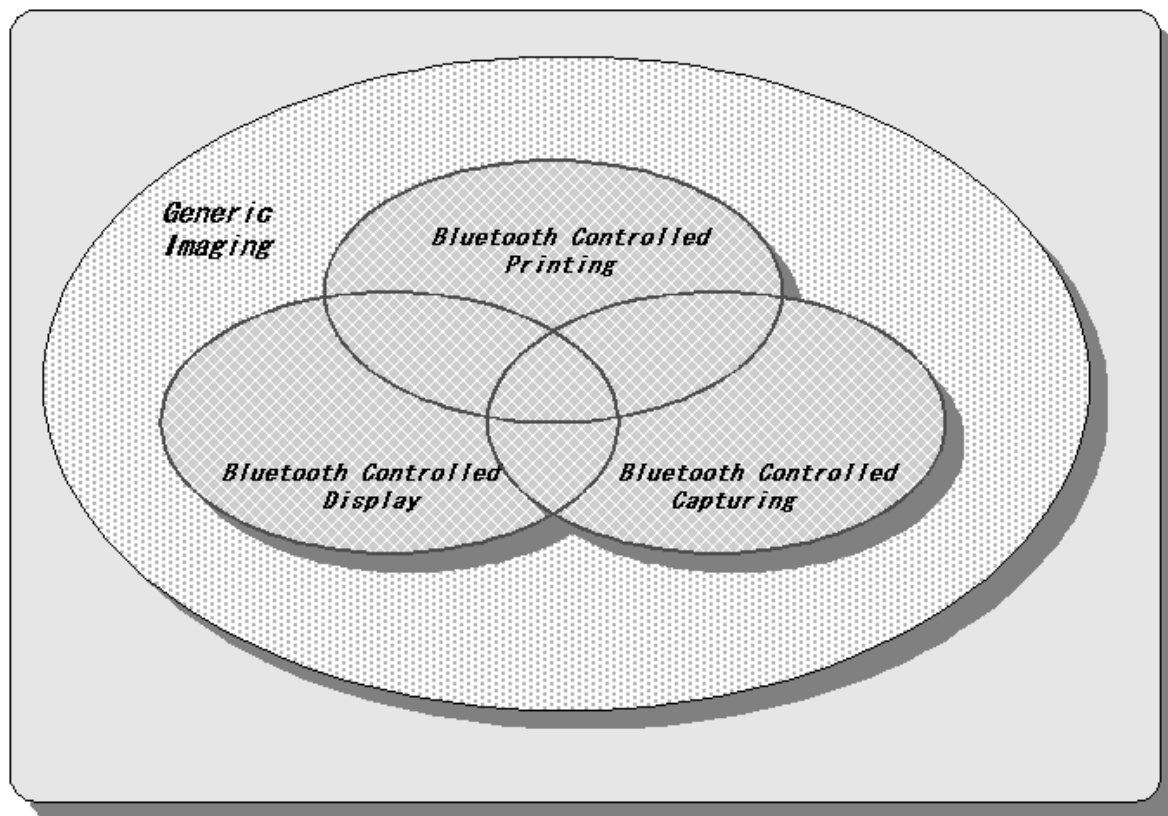 Generic
Imaging
Bluetooth Controlled
Printing
Bluetooth Controlled
Display
Bluetooth Controlled
Capturing